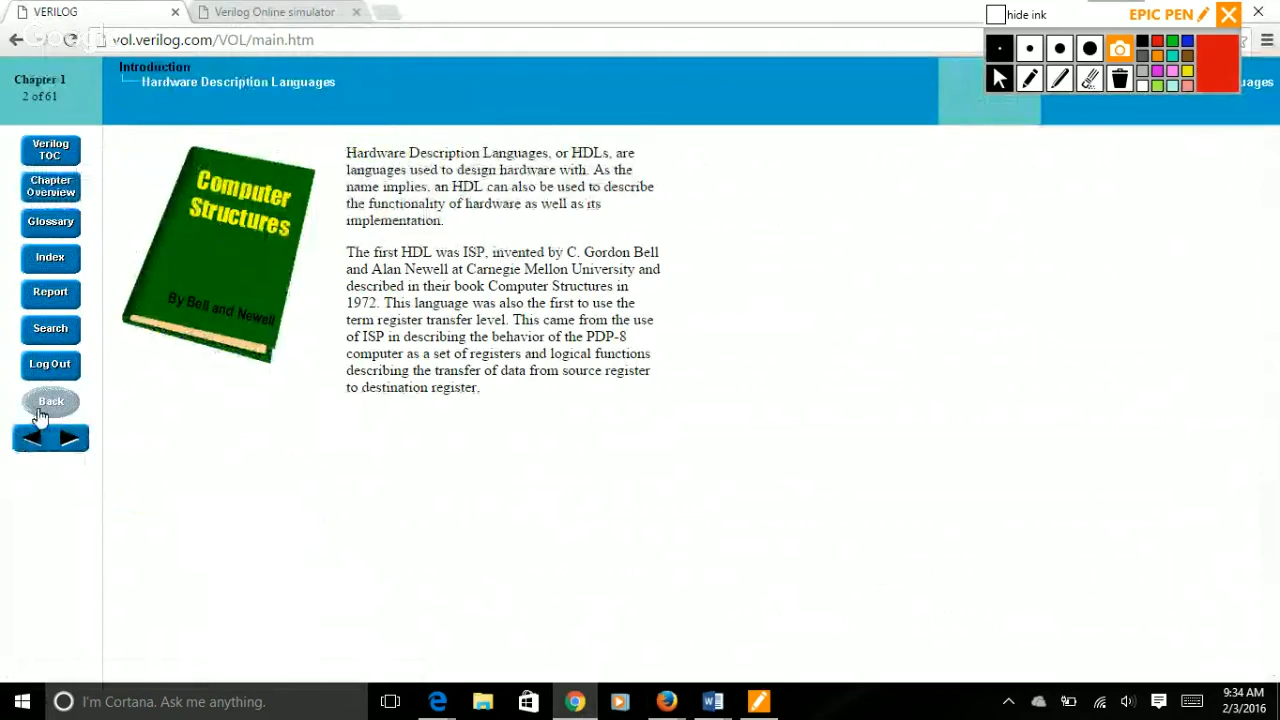 VERILOG
Verilog Online simulator
hide ink
EPIC PEN
vol.verilog.com/VOL/main.htm
Chapter 1
2 of 61
Introduction
Hardware Description Languages
ages
Verilog
TOC
Chapter
Overview
Glossary
Index
Report
Search
Log Out
Back
Computer
Structures
By Bell and Newell
Hardware Description Languages, or HDLs, are
languages used to design hardware with. As the
name implies, an HDL can also be used to describe
the functionality of hardware as well as its
implementation.
The first HDL was ISP, invented by C. Gordon Bell
and Alan Newell at Carnegie Mellon University and
described in their book Computer Structures in
1972. This language was also the first to use the
term register transfer level. This came from the use
of ISP in describing the behavior of the PDP-8
computer as a set of registers and logical functions
describing the transfer of data from source register
to destination register.
I'm Cortana. Ask me anything.
9:34 AM
2/3/2016